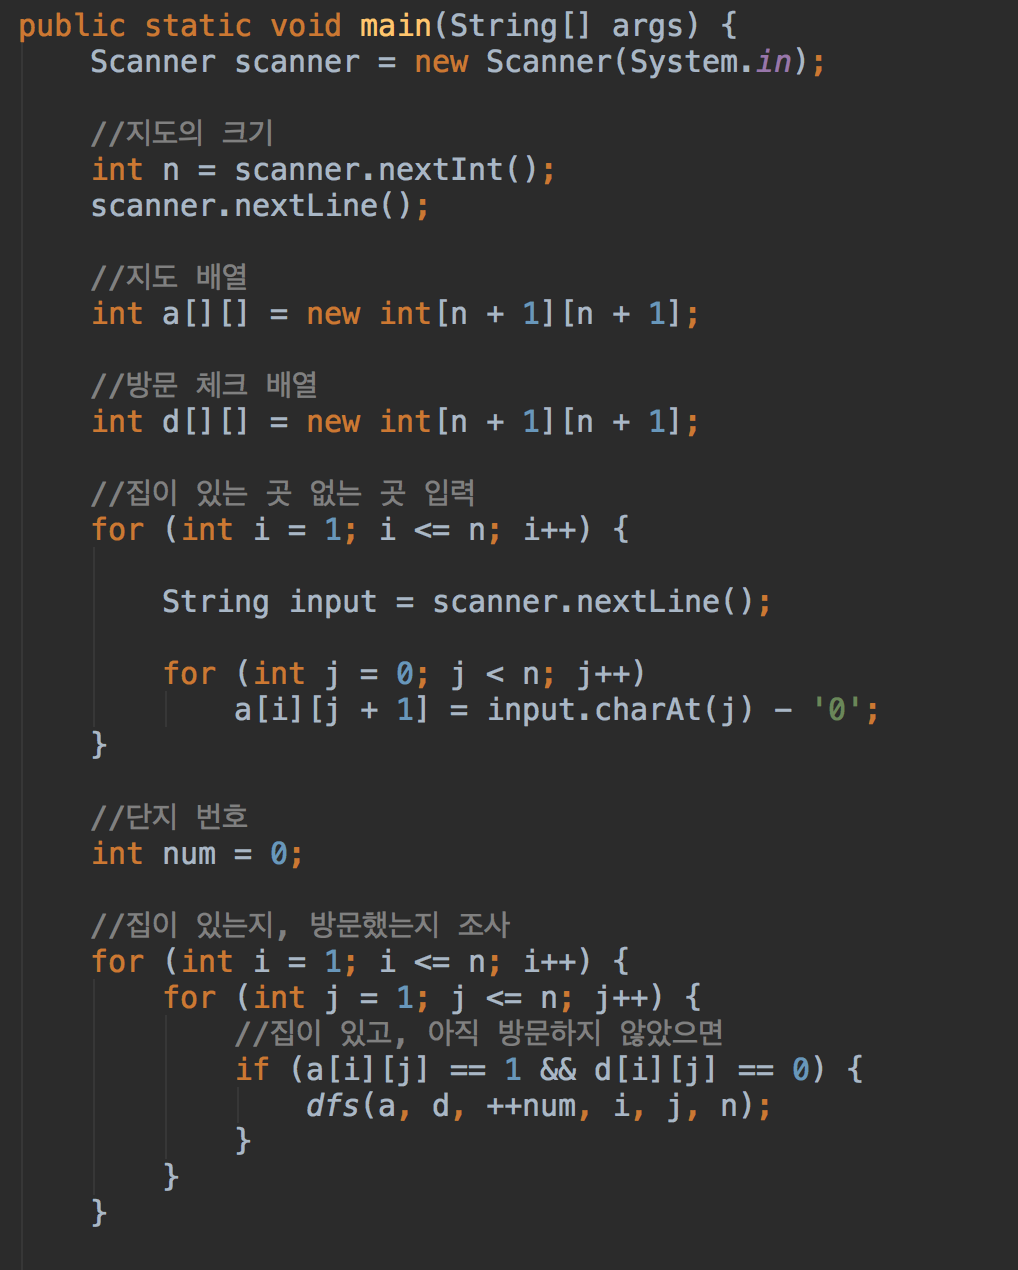 public static void main(String[] args) {
    Scanner scanner = new Scanner(System.in);

    //지도의 크기
    int n = scanner.nextInt();
    scanner.nextLine();

    //지도 배열
    int a[][] = new int[n + 1][n + 1];

    //방문 체크 배열
    int d[][] = new int[n + 1][n + 1];

    //집이 있는 곳 없는 곳 입력
    for (int i = 1; i <= n; i++) {

        String input = scanner.nextLine();

        for (int j = 0; j < n; j++)
            a[i][j + 1] = input.charAt(j) - '0';
    }

    //단지 번호
    int num = 0;

    //집이 있는지, 방문했는지 조사
    for (int i = 1; i <= n; i++) {
        for (int j = 1; j <= n; j++) {
            //집이 있고, 아직 방문하지 않았으면
            if (a[i][j] == 1 && d[i][j] == 0) {
                dfs(a, d, ++num, i, j, n);
            }
        }
    }